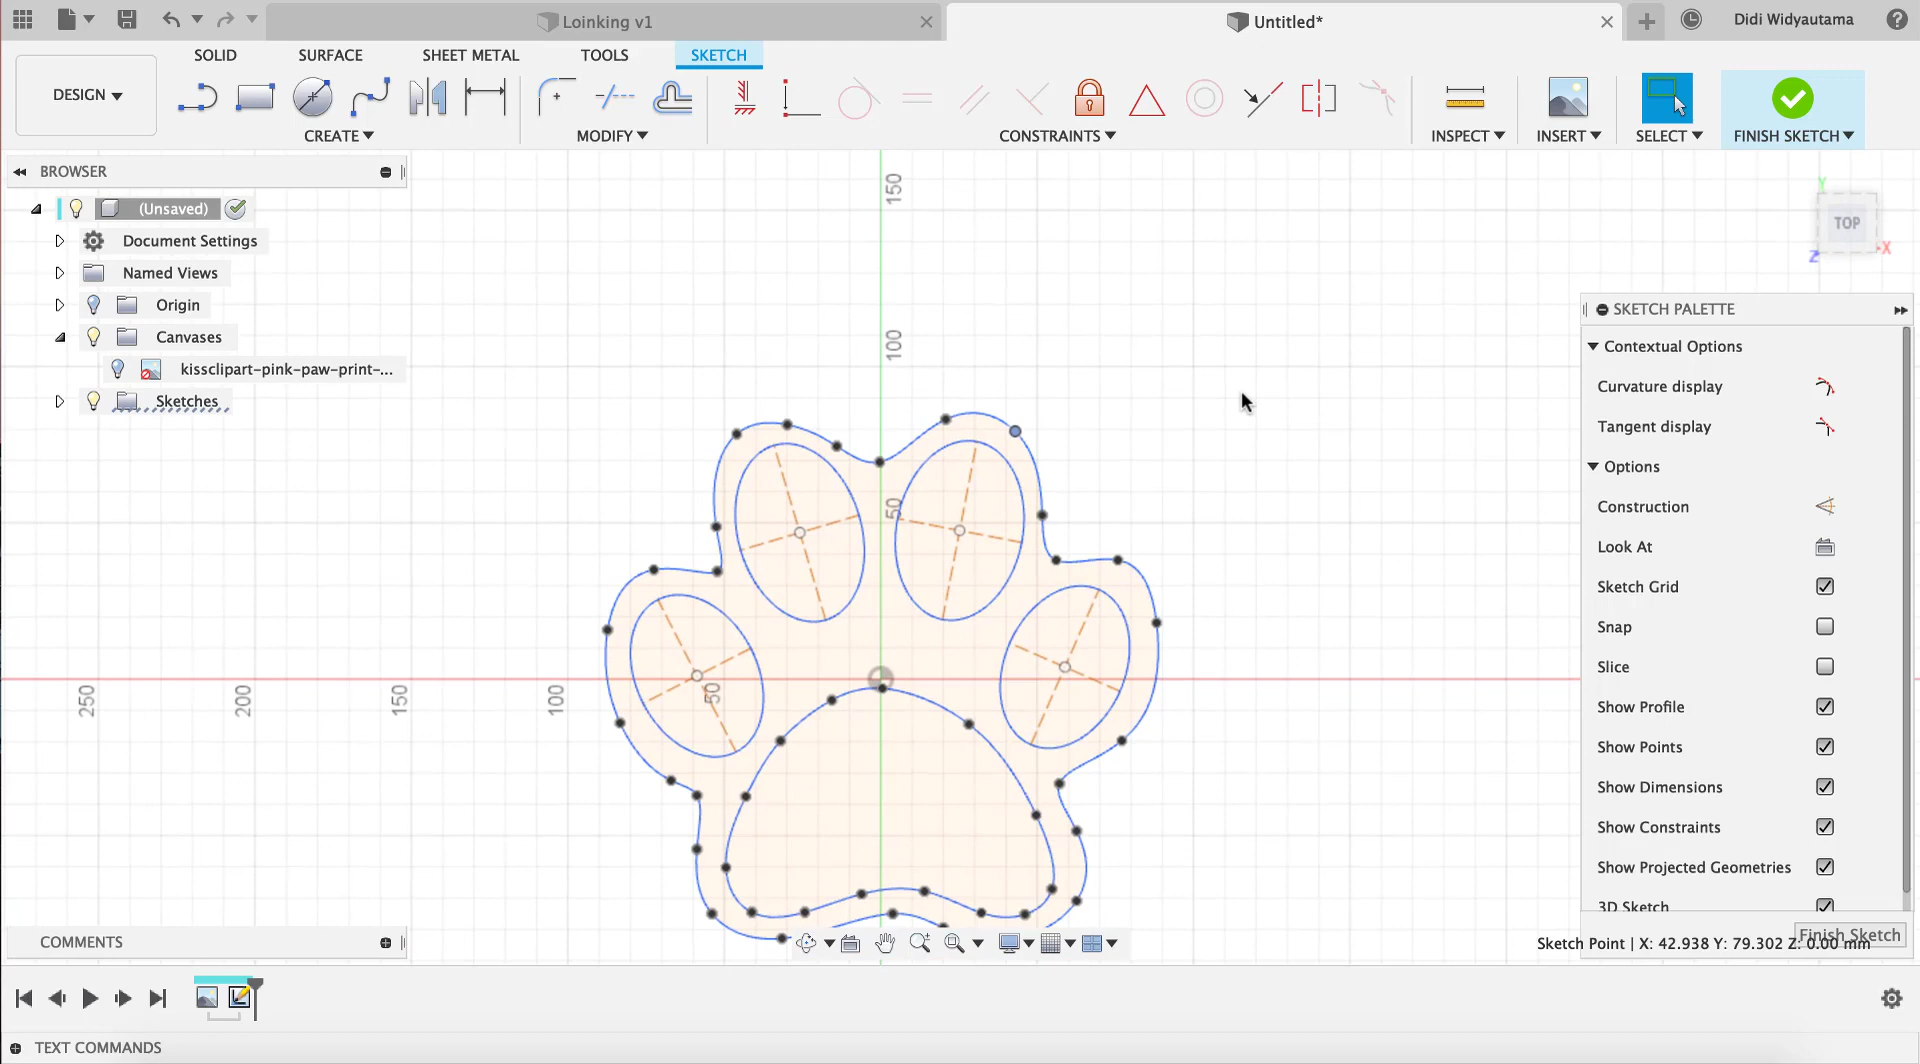 Loinking v1
Untitled*
Didi Widyautama
SOLID
SURFACE
SHEET METAL
TOOLS
SKETCH
DESIGN
CREATE
MODIFY
CONSTRAINTS
INSPECT
INSERT
SELECT
FINISH SKETCH
BROWSER
(Unsaved)
Document Settings
Named Views
Origin
Canvases
kissclipart-pink-paw-print-...
Sketches
150
100
50
250
200
150
100
50
Y
TOP
X
Z
SKETCH PALETTE
Contextual Options
Curvature display
Tangent display
Options
Construction
Look At
Sketch Grid
Snap
Slice
Show Profile
Show Points
Show Dimensions
Show Constraints
Show Projected Geometries
3D Sketch
Finish Sketch
Sketch Point | X: 42.938 Y: 79.302 Z: 0.00 mm
COMMENTS
TEXT COMMANDS